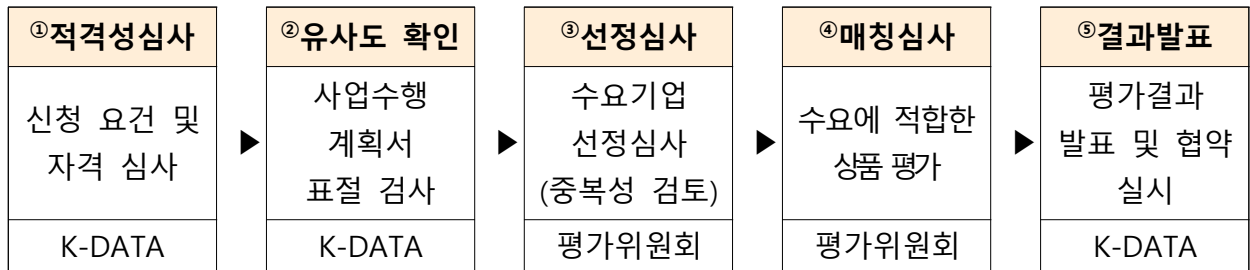 ①적격성심사
신청 요건 및
자격 심사
K-DATA
▶
②유사도 확인
사업수행
계획서
표절 검사
K-DATA
▶
③선정심사
수요기업
선정심사
(중복성 검토)
평가위원회
▶
④매칭심사
수요에 적합한
상품 평가
평가위원회
▶
⑤결과발표
평가결과
발표 및 협약
실시
K-DATA